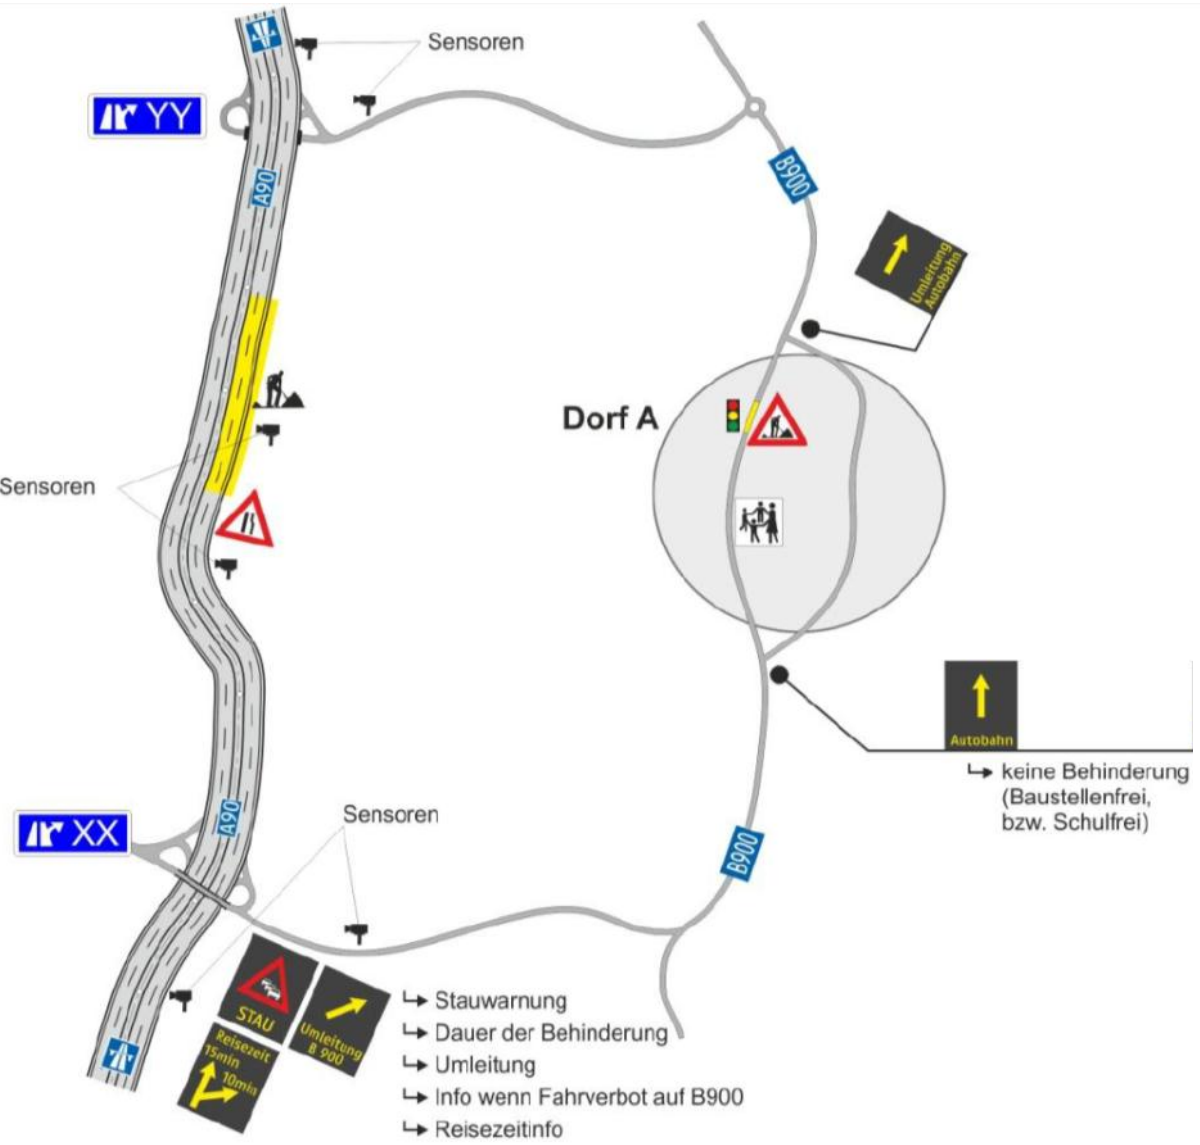 Sensoren
YY
A90
B900
Umleitung
Autobahn
Dorf A
Sensoren
Autobahn
keine Behinderung
(Baustellenfrei,
bzw. Schulfrei)
Sensoren
XX
A90
B900
STAU
Umleitung
B 900
Reisezeit
15min
10min
Stauwarnung
Dauer der Behinderung
Umleitung
Info wenn Fahrverbot auf B900
Reisezeitinfo